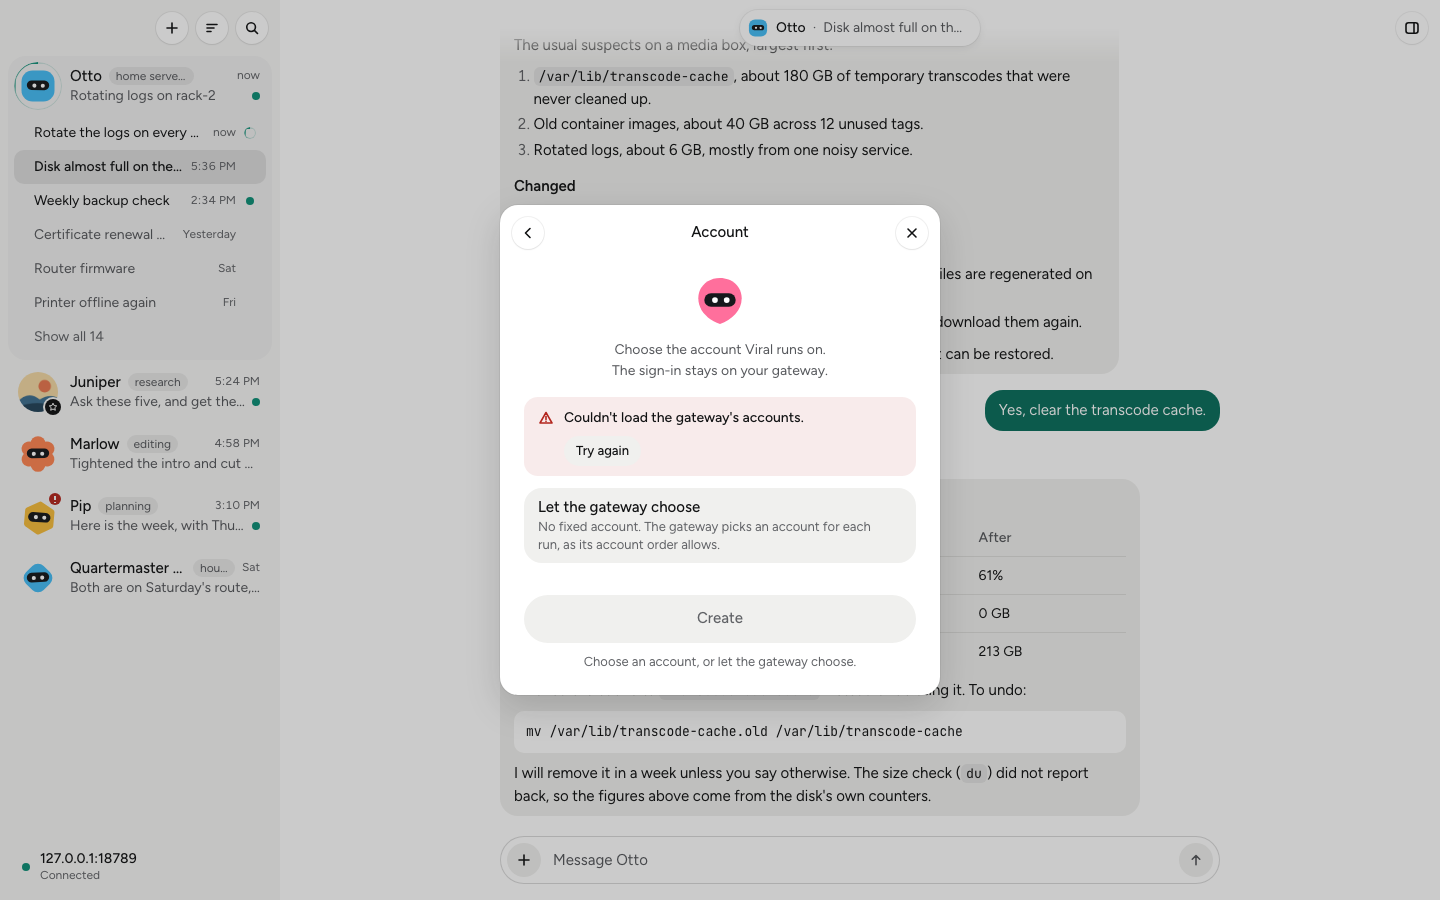 Otto home serve... now
Rotating logs on rack-2
Rotate the logs on every ... now
Disk almost full on the... 5:36 PM
Weekly backup check 2:34 PM
Certificate renewal ... Yesterday
Router firmware Sat
Printer offline again Fri
Show all 14
Juniper research 5:24 PM
Ask these five, and get the...
Marlow editing 4:58 PM
Tightened the intro and cut ...
Pip planning 3:10 PM
Here is the week, with Thu...
Quartermaster ... hou... Sat
Both are on Saturday's route,...
127.0.0.1:18789
Connected
Otto · Disk almost full on th...
The usual suspects on a media box, largest first:
1. /var/lib/transcode-cache, about 180 GB of temporary transcodes that were
never cleaned up.
2. Old container images, about 40 GB across 12 unused tags.
3. Rotated logs, about 6 GB, mostly from one noisy service.
Changed
are regenerated on
download them again.
can be restored.
Yes, clear the transcode cache.
Account
Choose the account Viral runs on.
The sign-in stays on your gateway.
Couldn't load the gateway's accounts.
Try again
Let the gateway choose
No fixed account. The gateway picks an account for each
run, as its account order allows.
Create
Choose an account, or let the gateway choose.
After
61%
0 GB
213 GB
it. To undo:
mv /var/lib/transcode-cache.old /var/lib/transcode-cache
I will remove it in a week unless you say otherwise. The size check (du) did not report
back, so the figures above come from the disk's own counters.
Message Otto